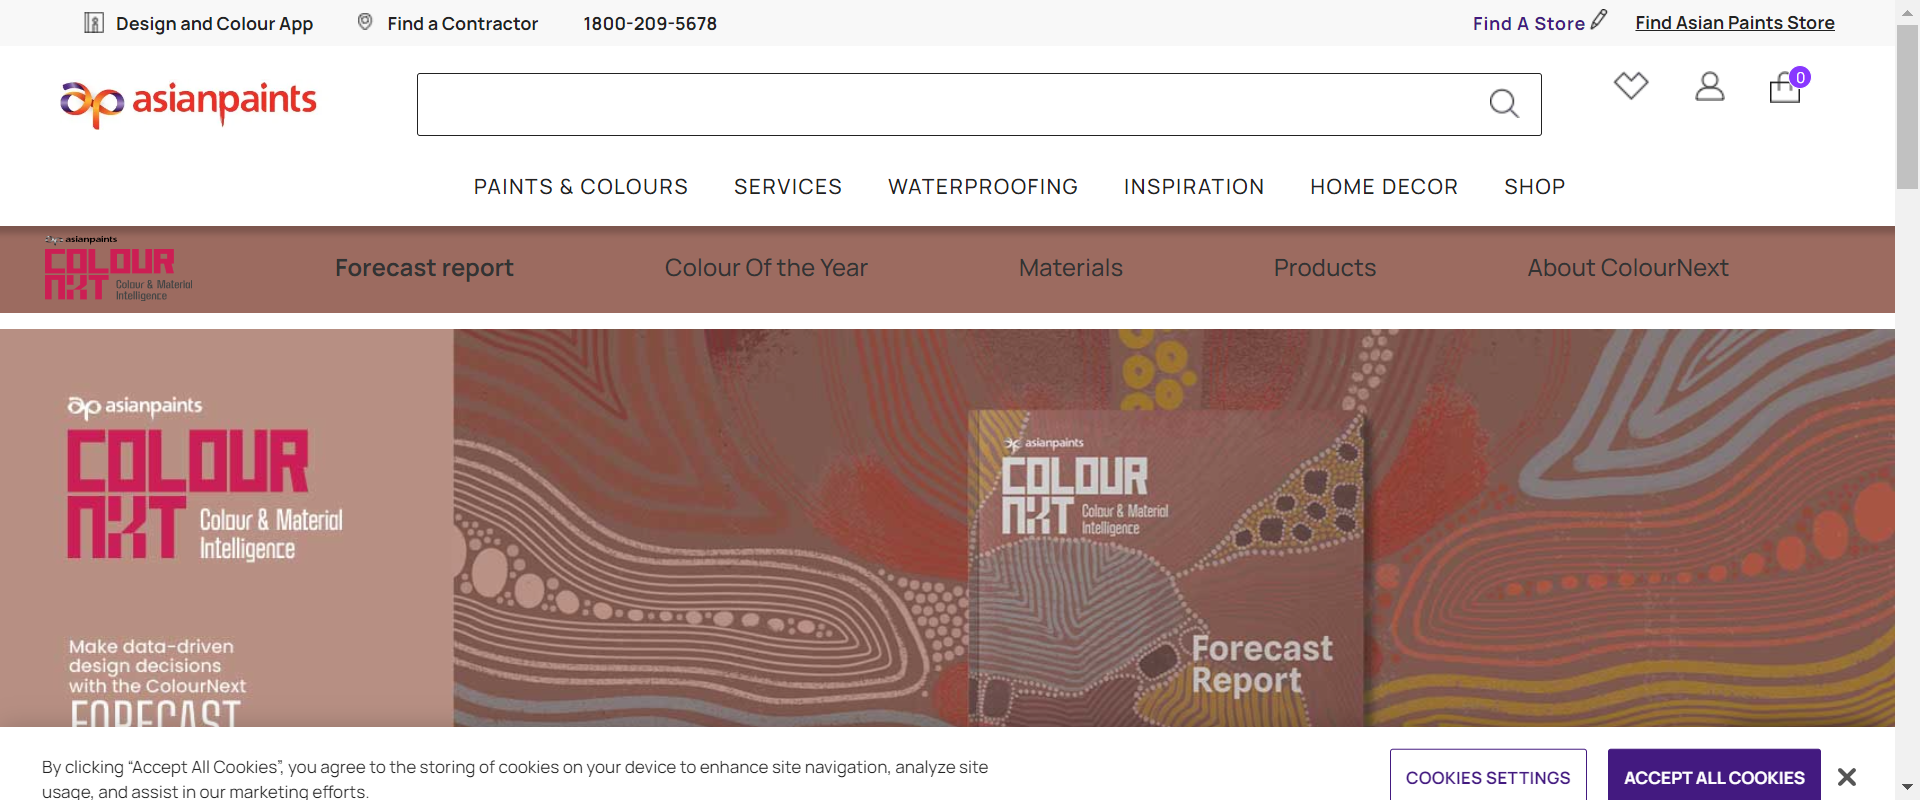 Design and Colour App
Find a Contractor
1800-209-5678
Find A Store
Find Asian Paints Store
asianpaints
0
PAINTS & COLOURS
SERVICES
WATERPROOFING
INSPIRATION
HOME DECOR
SHOP
asianpaints
COLOUR
NXT Colour & Material
Intelligence
Forecast report
Colour Of the Year
Materials
Products
About ColourNext
asianpaints
COLOUR
NXT Colour & Material
Intelligence
Make data-driven
design decisions
with the ColourNext
FORECAST
asianpaints
COLOUR
NXT Colour & Material
Intelligence
Forecast
Report
By clicking “Accept All Cookies”, you agree to the storing of cookies on your device to enhance site navigation, analyze site
usage, and assist in our marketing efforts.
COOKIES SETTINGS
ACCEPT ALL COOKIES